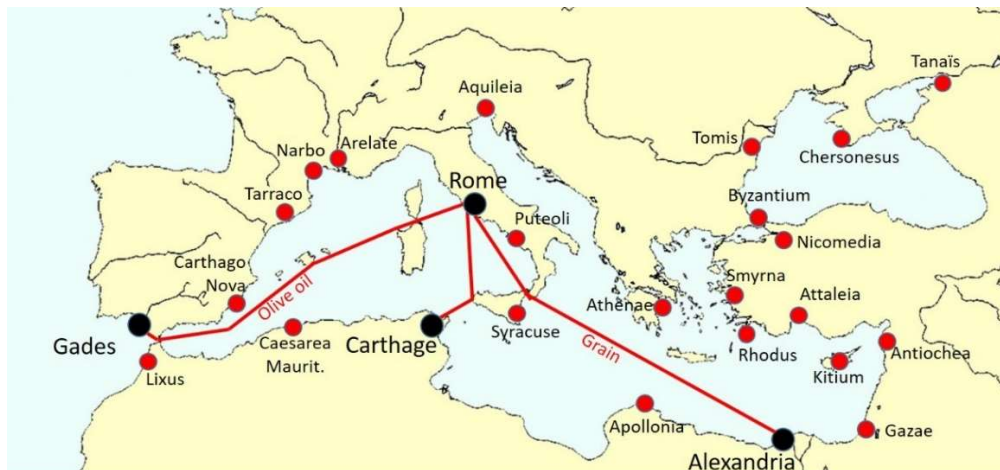 Tanaïs
Aquileia
Tomis
Chersonesus
Narbo
Arelate
Rome
Tarraco
Byzantium
Puteoli
Nicomedia
Carthago
Nova
Olive oil
Smyrna
Attaleia
Athenae
Gades
Caesarea
Maurit.
Carthage
Syracuse
Grain
Rhodus
Antiochea
Lixus
Kitium
Apollonia
Gazae
Alexandria